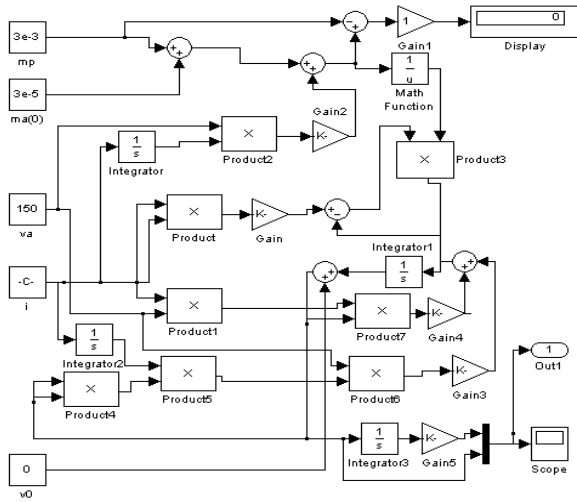 3e-3
mp
1
Gain1
0
Display
3e-5
ma(0)
1
u
Math
Function
K-
Gain2
×
Product2
1
s
Integrator
×
Product3
150
va
×
Product
K-
Gain
-C-
i
Integrator1
1
s
×
Product1
×
Product7
K-
Gain4
1
s
Integrator2
×
Product4
×
Product5
×
Product6
K-
Gain3
1
Out1
0
v0
1
s
Integrator3
K-
Gain5
Scope